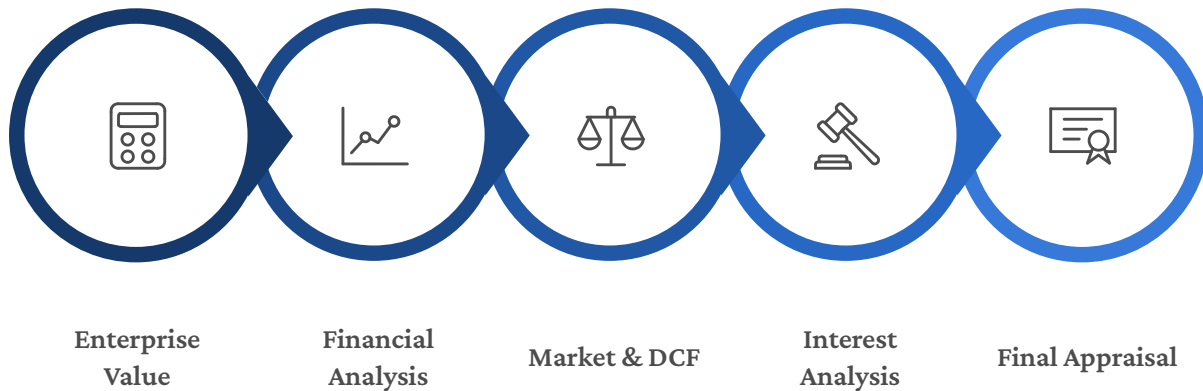 Enterprise
Value
Financial
Analysis
Market & DCF
Interest
Analysis
Final Appraisal